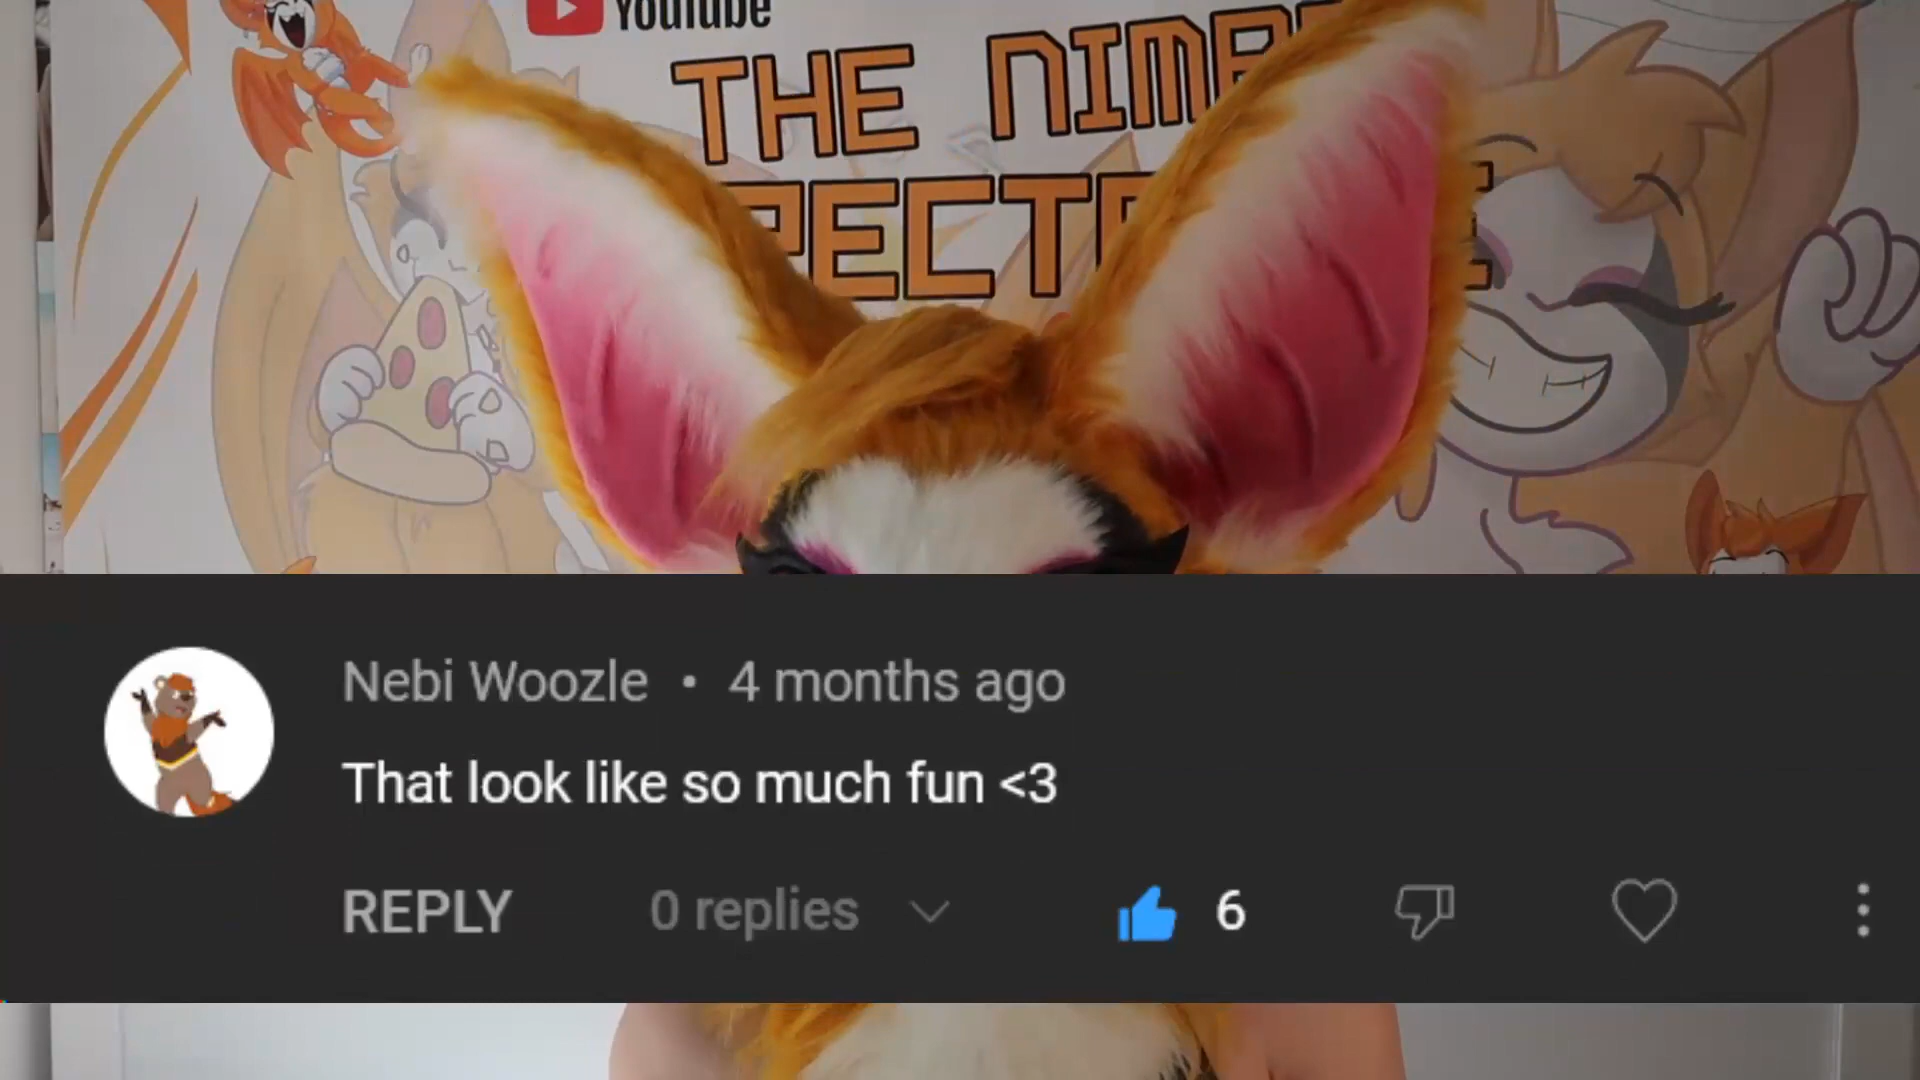 YouTube
THE
Nebi Woozle • 4 months ago
That look like so much fun <3
REPLY 0 replies 6